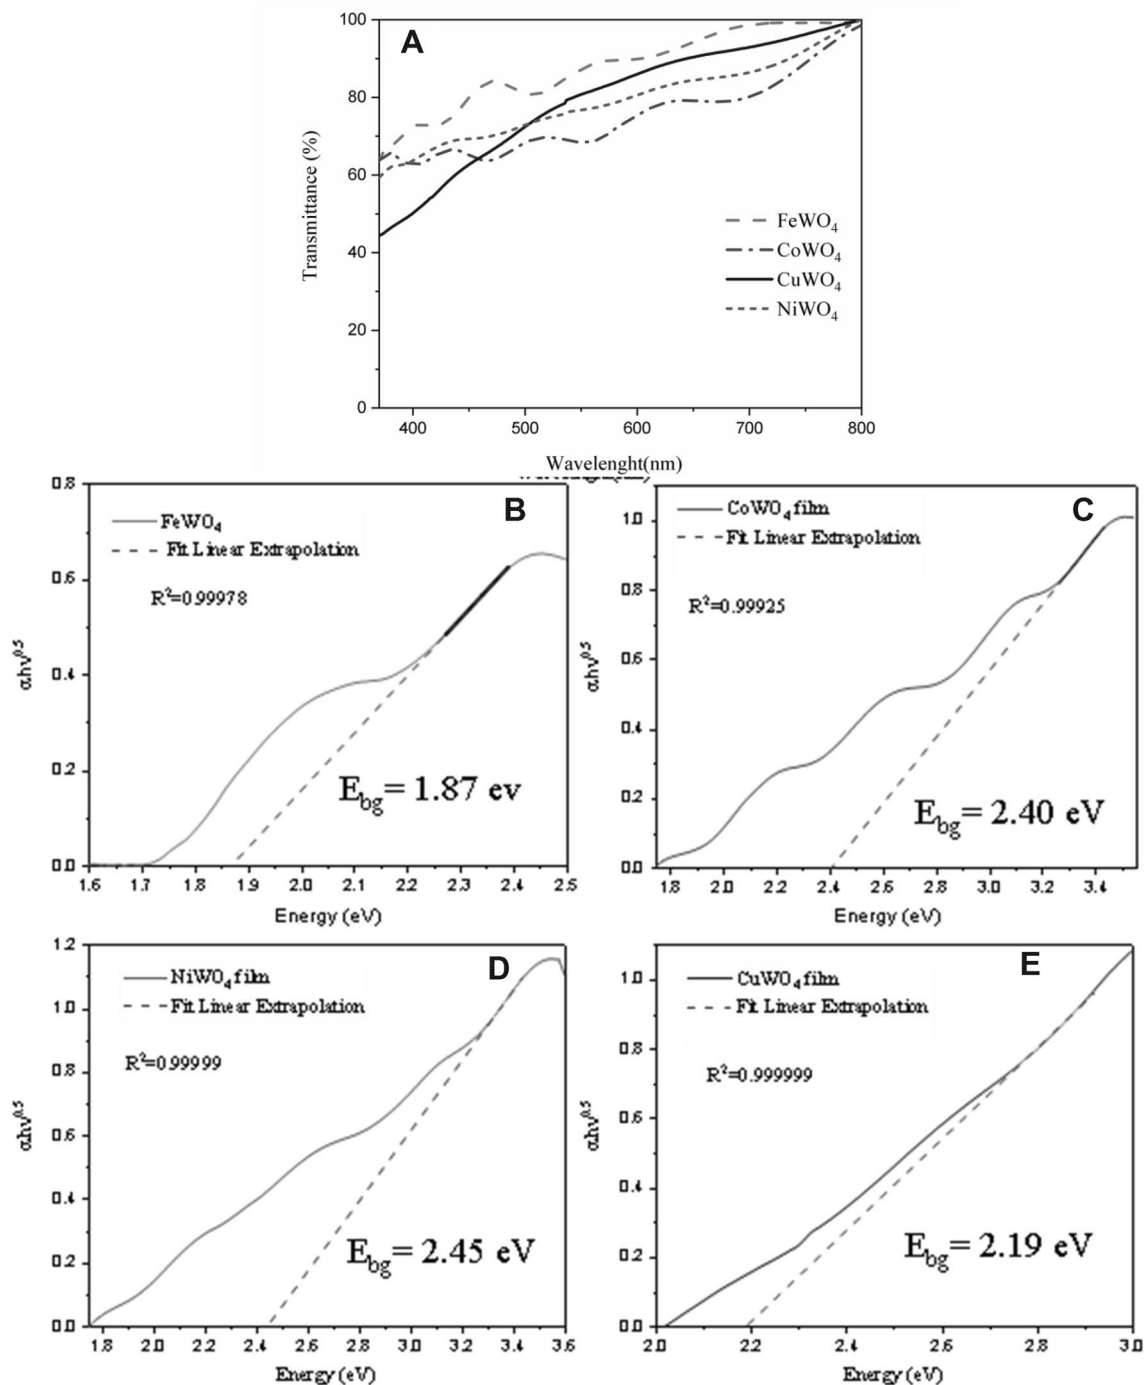 A
100
80
60
40
20
0
Transmittance (%)
FeWO4
CoWO4
CuWO4
NiWO4
400 500 600 700 800
Wavelenght(nm)
B
FeWO4
Fit Linear Extrapolation
R2=0.99978
0.8
0.6
0.4
0.2
0.0
αhν0.5
Ebg= 1.87 ev
1.6 1.7 1.8 1.9 2.0 2.1 2.2 2.3 2.4 2.5
Energy (eV)
C
CoWO4 film
Fit Linear Extrapolation
R2=0.99925
1.0
0.8
0.6
0.4
0.2
0.0
αhν0.5
Ebg= 2.40 eV
1.8 2.0 2.2 2.4 2.6 2.8 3.0 3.2 3.4
Energy (eV)
D
NiWO4 film
Fit Linear Extrapolation
R2=0.99999
1.2
1.0
0.8
0.6
0.4
0.2
0.0
αhν0.5
Ebg= 2.45 eV
1.8 2.0 2.2 2.4 2.6 2.8 3.0 3.2 3.4 3.6
Energy (eV)
E
CuWO4 film
Fit Linear Extrapolation
R2=0.999999
1.0
0.8
0.6
0.4
0.2
0.0
αhν0.5
Ebg= 2.19 eV
2.0 2.2 2.4 2.6 2.8 3.0
Energy (eV)